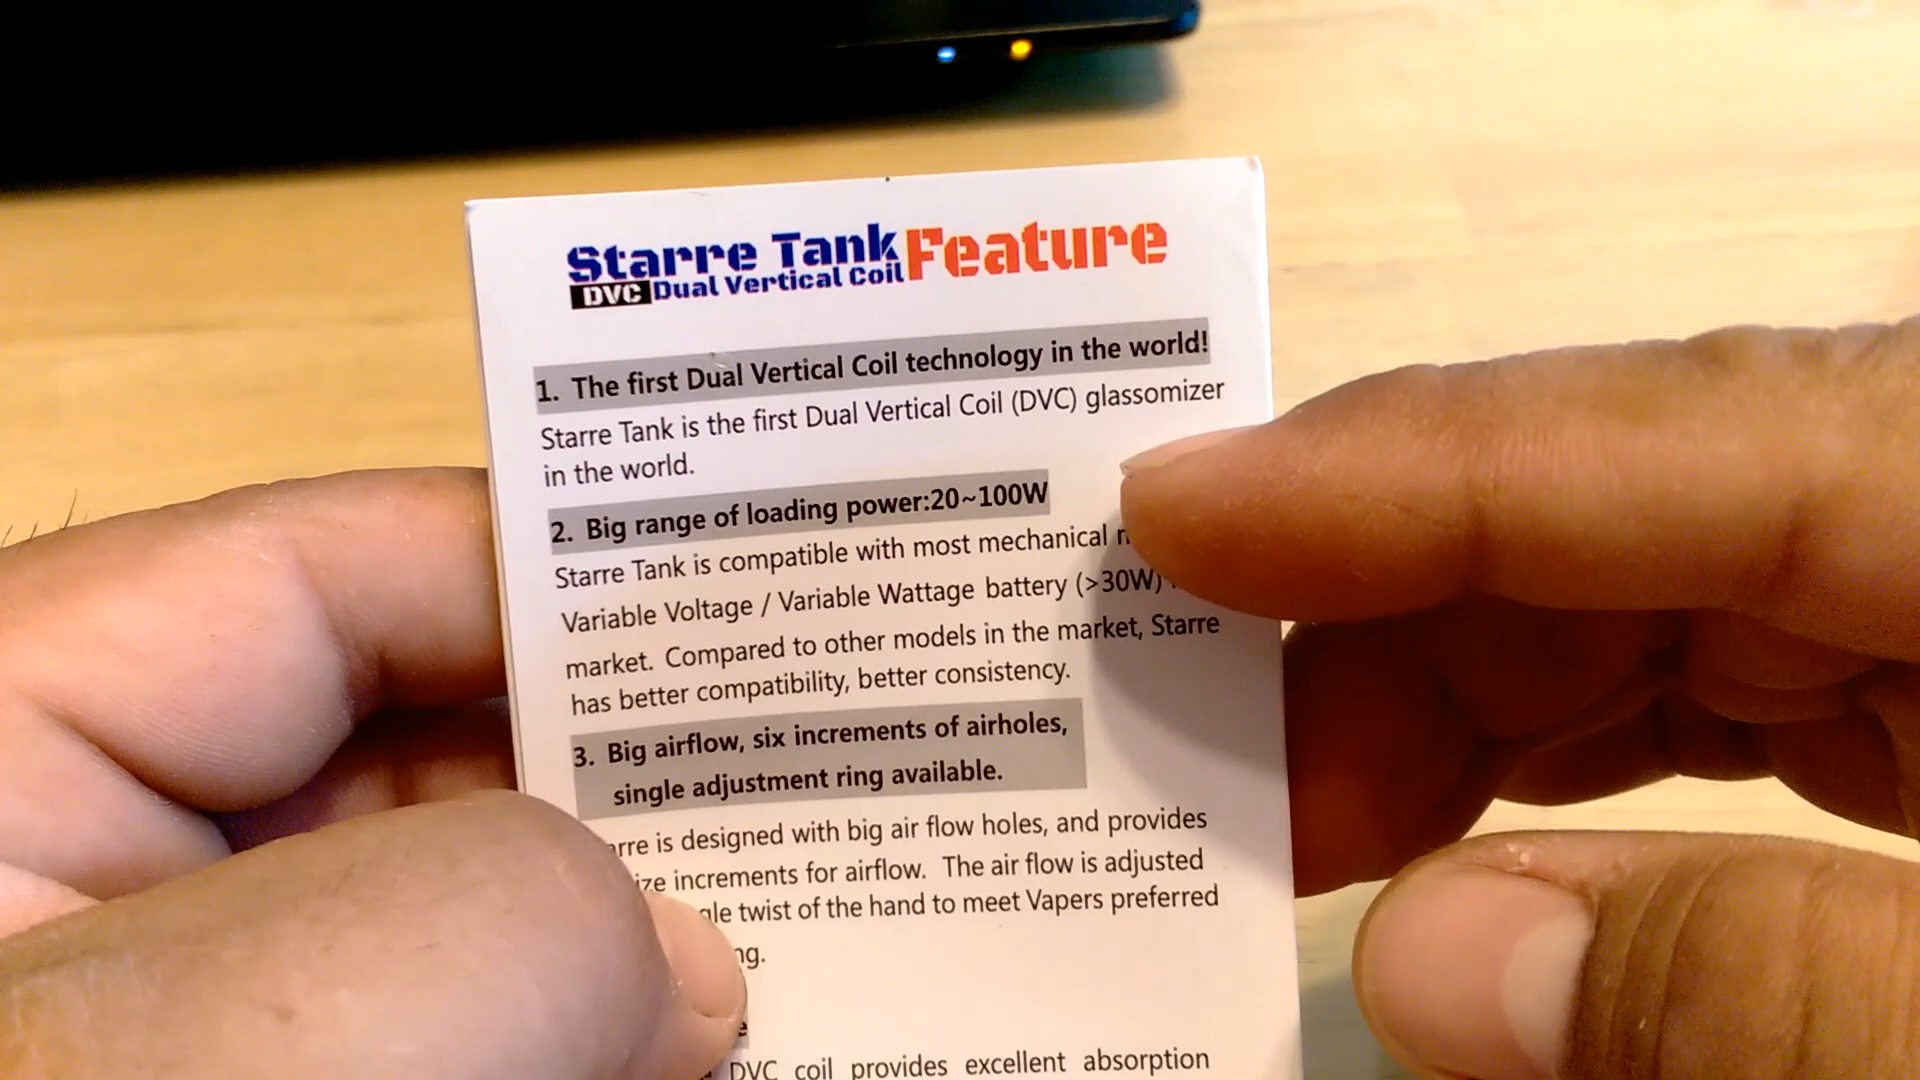 Starre Tank Feature
DVC Dual Vertical Coil
1. The first Dual Vertical Coil technology in the world!
Starre Tank is the first Dual Vertical Coil (DVC) glassomizer
in the world.
2. Big range of loading power:20~100W
Starre Tank is compatible with most mechanical
Variable Voltage / Variable Wattage battery (>30W)
market. Compared to other models in the market, Starre
has better compatibility, better consistency.
3. Big airflow, six increments of airholes,
single adjustment ring available.
is designed with big air flow holes, and provides
increments for airflow. The air flow is adjusted
twist of the hand to meet Vapers preferred
DVC coil provides excellent absorption